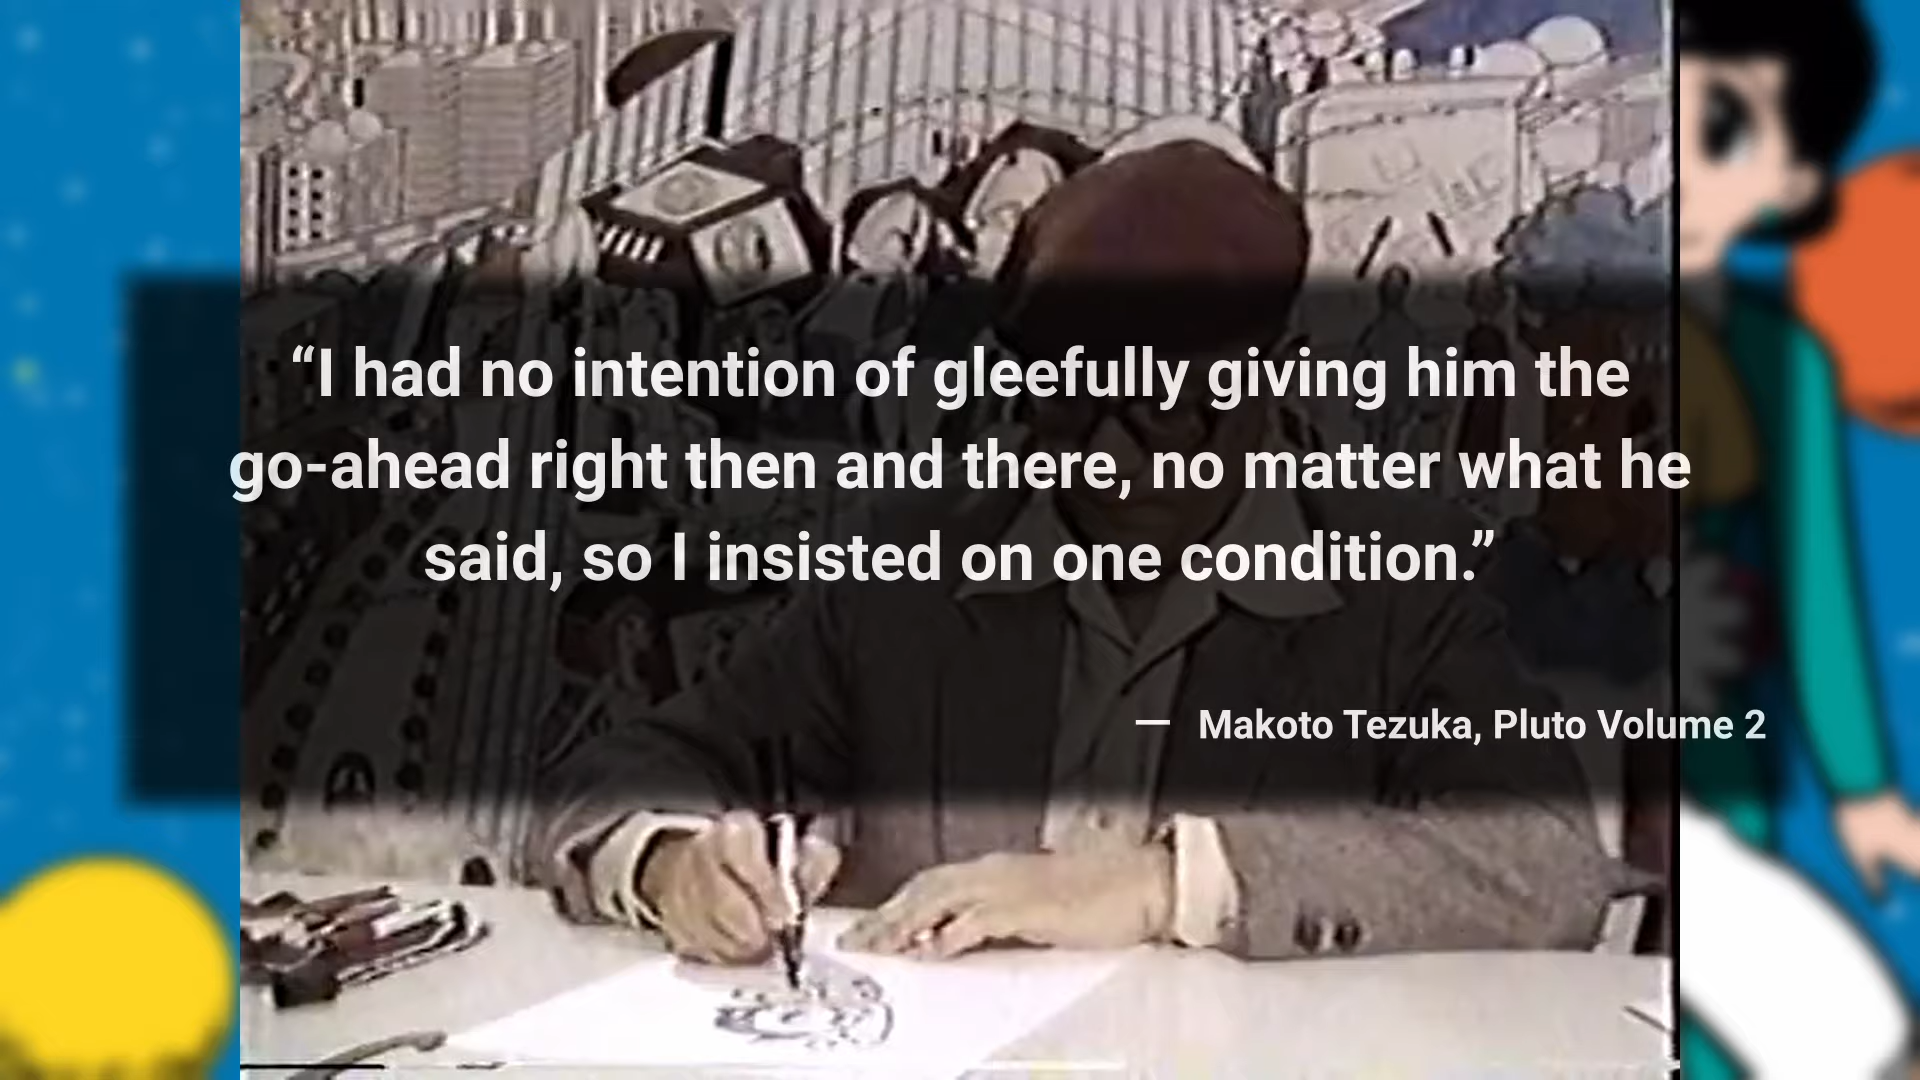 “I had no intention of gleefully giving him the
go-ahead right then and there, no matter what he
said, so I insisted on one condition.”
— Makoto Tezuka, Pluto Volume 2